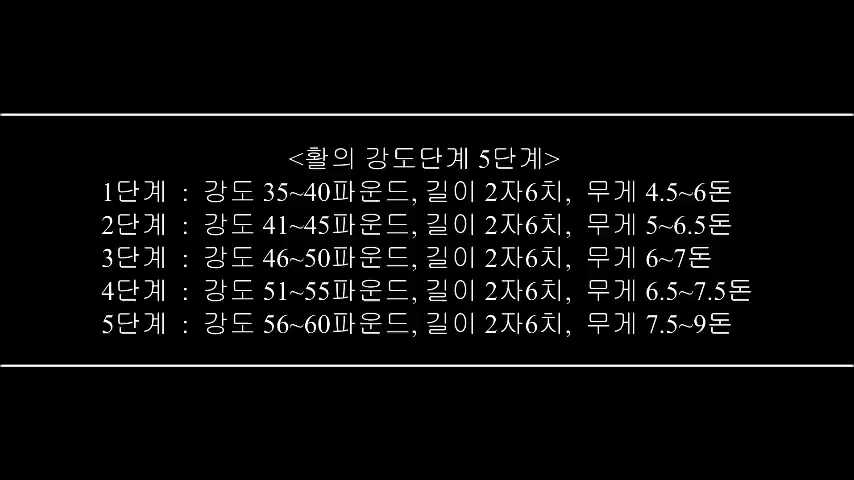 <활의 강도단계 5단계>
1단계 : 강도 35~40파운드, 길이 2자6치, 무게 4.5~6돈
2단계 : 강도 41~45파운드, 길이 2자6치, 무게 5~6.5돈
3단계 : 강도 46~50파운드, 길이 2자6치, 무게 6~7돈
4단계 : 강도 51~55파운드, 길이 2자6치, 무게 6.5~7.5돈
5단계 : 강도 56~60파운드, 길이 2자6치, 무게 7.5~9돈